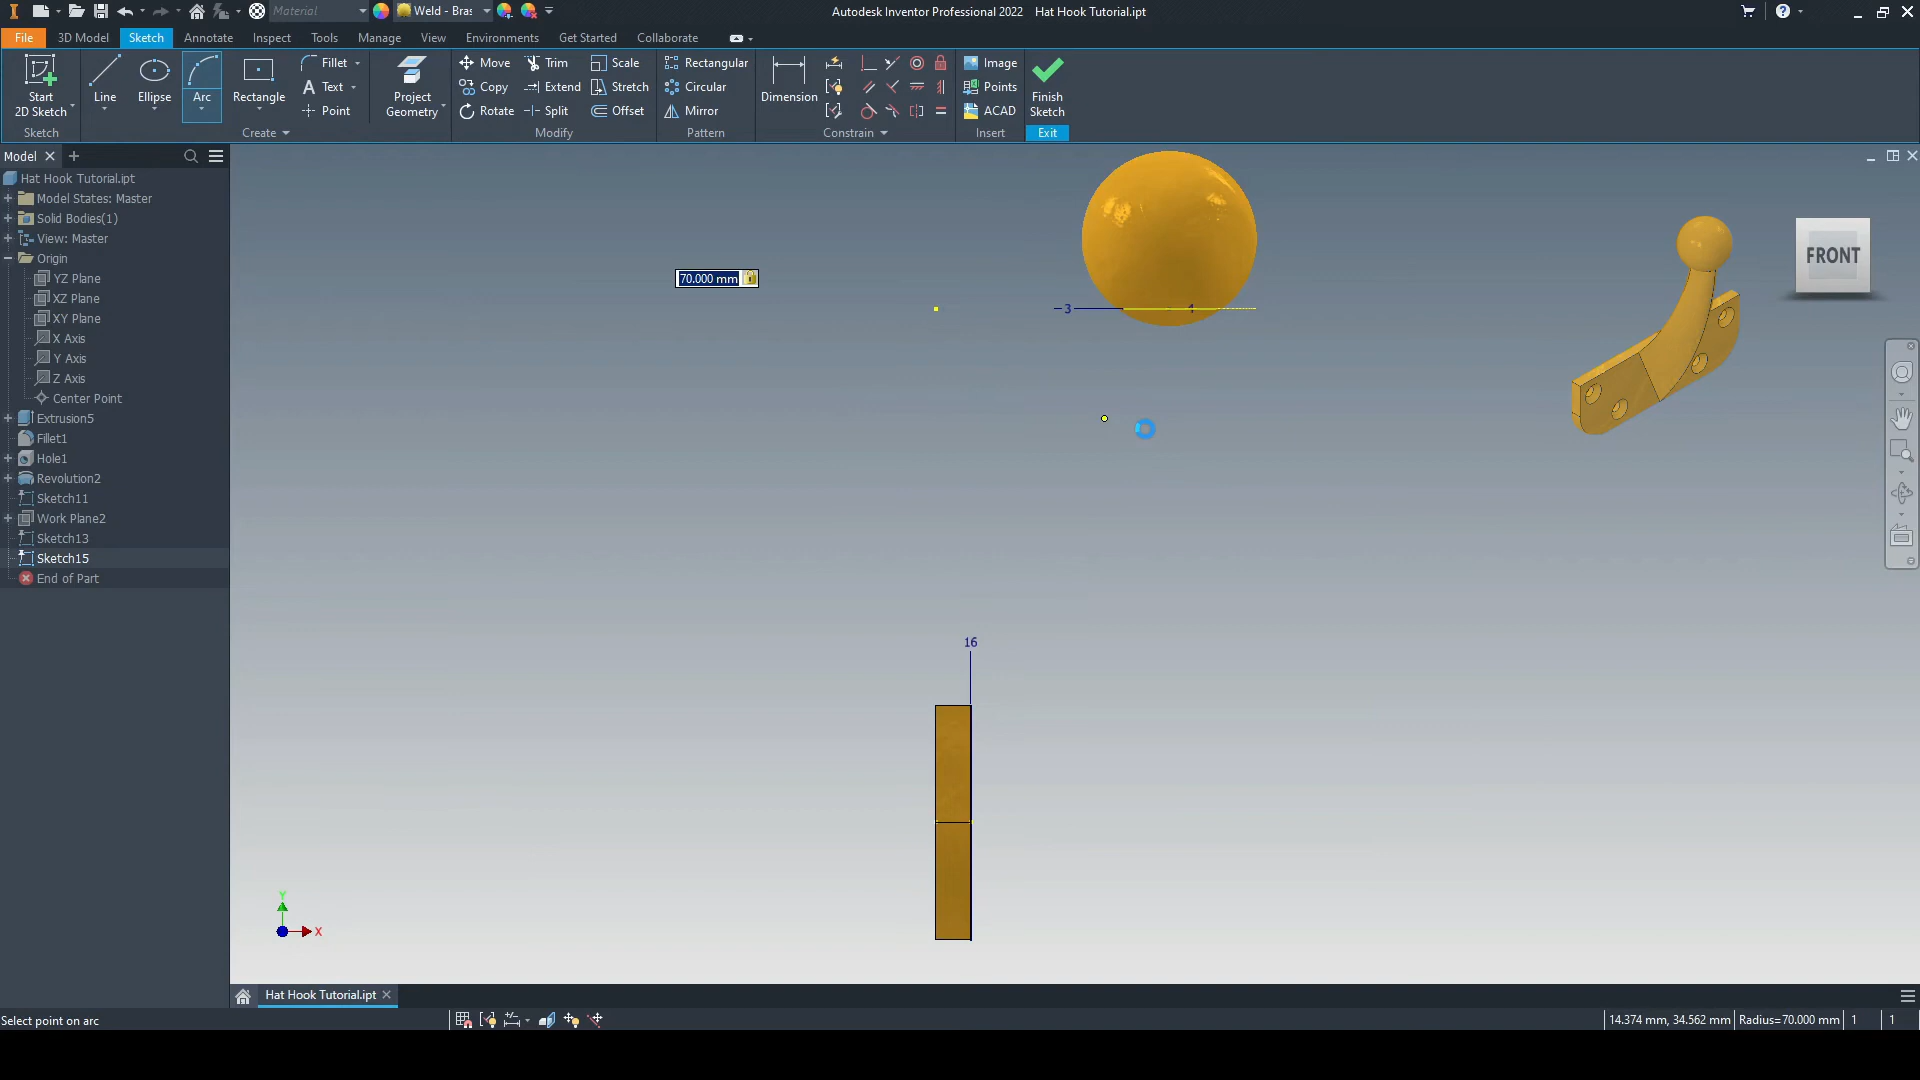 Material
Weld - Bras
Autodesk Inventor Professional 2022 Hat Hook Tutorial.ipt
File 3D Model Sketch Annotate Inspect Tools Manage View Environments Get Started Collaborate
Start 2D Sketch
Line
Ellipse
Arc
Rectangle
Fillet
Text
Point
Project Geometry
Move
Copy
Rotate
Trim
Extend
Split
Scale
Stretch
Offset
Rectangular
Circular
Mirror
Dimension
Image
Points
ACAD
Finish Sketch
Sketch
Create
Modify
Pattern
Constrain
Insert
Exit
Model
Hat Hook Tutorial.ipt
Model States: Master
Solid Bodies(1)
View: Master
Origin
YZ Plane
XZ Plane
XY Plane
X Axis
Y Axis
Z Axis
Center Point
Extrusion5
Fillet1
Hole1
Revolution2
Sketch11
Work Plane2
Sketch13
Sketch15
End of Part
70.000 mm
3
4
FRONT
16
Y
X
Hat Hook Tutorial.ipt
Select point on arc
14.374 mm, 34.562 mm Radius=70.000 mm 1 1